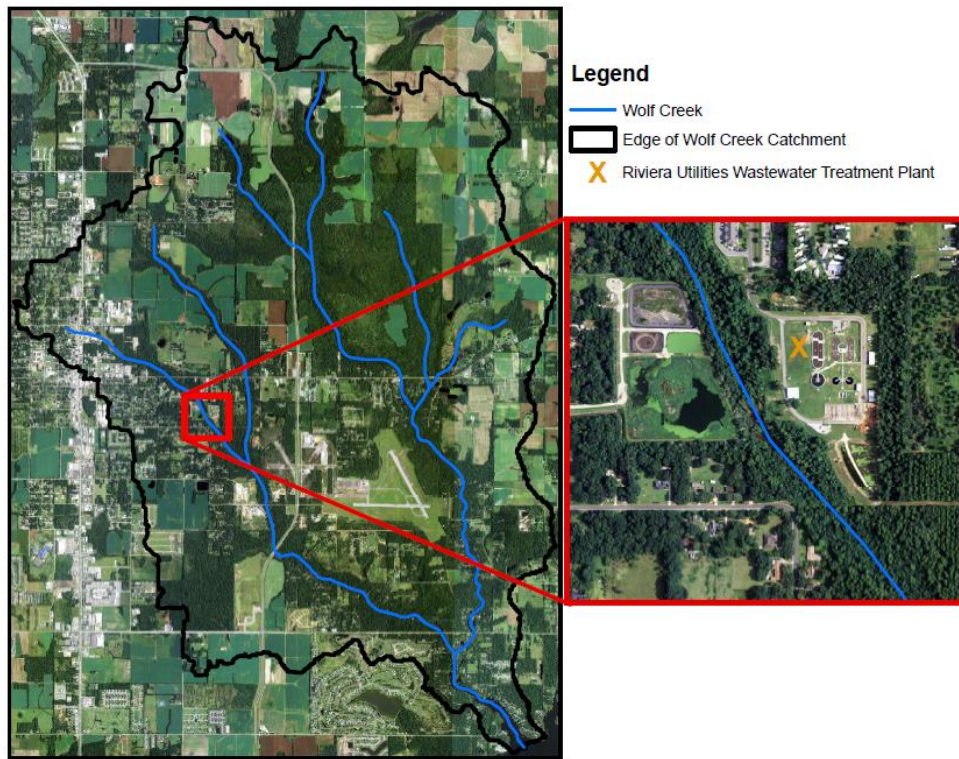 Legend
Wolf Creek
Edge of Wolf Creek Catchment
X Riviera Utilities Wastewater Treatment Plant
X